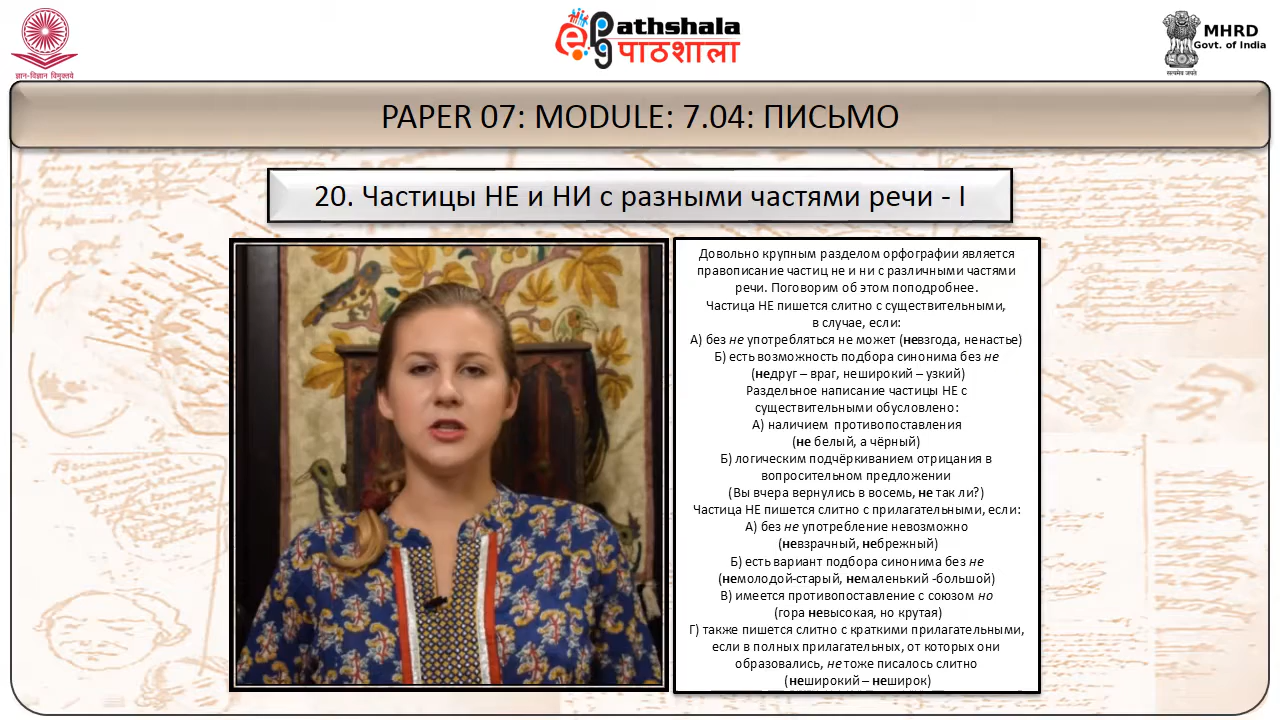 ज्ञान-विज्ञान विमुक्तये
ePg Pathshala
पाठशाला
MHRD
Govt. of India
सत्यमेव जयते
PAPER 07: MODULE: 7.04: ПИСЬМО
20. Частицы НЕ и НИ с разными частями речи - I
Довольно крупным разделом орфографии является
правописание частиц не и ни с различными частями
речи. Поговорим об этом поподробнее.
Частица НЕ пишется слитно с существительными,
в случае, если:
А) без не употребляться не может (невзгода, ненастье)
Б) есть возможность подбора синонима без не
(недруг – враг, неширокий – узкий)
Раздельное написание частицы НЕ с
существительными обусловлено:
А) наличием противопоставления
(не белый, а чёрный)
Б) логическим подчёркиванием отрицания в
вопросительном предложении
(Вы вчера вернулись в восемь, не так ли?)
Частица НЕ пишется слитно с прилагательными, если:
А) без не употребление невозможно
(невзрачный, небрежный)
Б) есть вариант подбора синонима без не
(немолодой-старый, немаленький -большой)
В) имеется противопоставление с союзом но
(гора невысокая, но крутая)
Г) также пишется слитно с краткими прилагательными,
если в полных прилагательных, от которых они
образовались, не тоже писалось слитно
(неширокий – неширок)